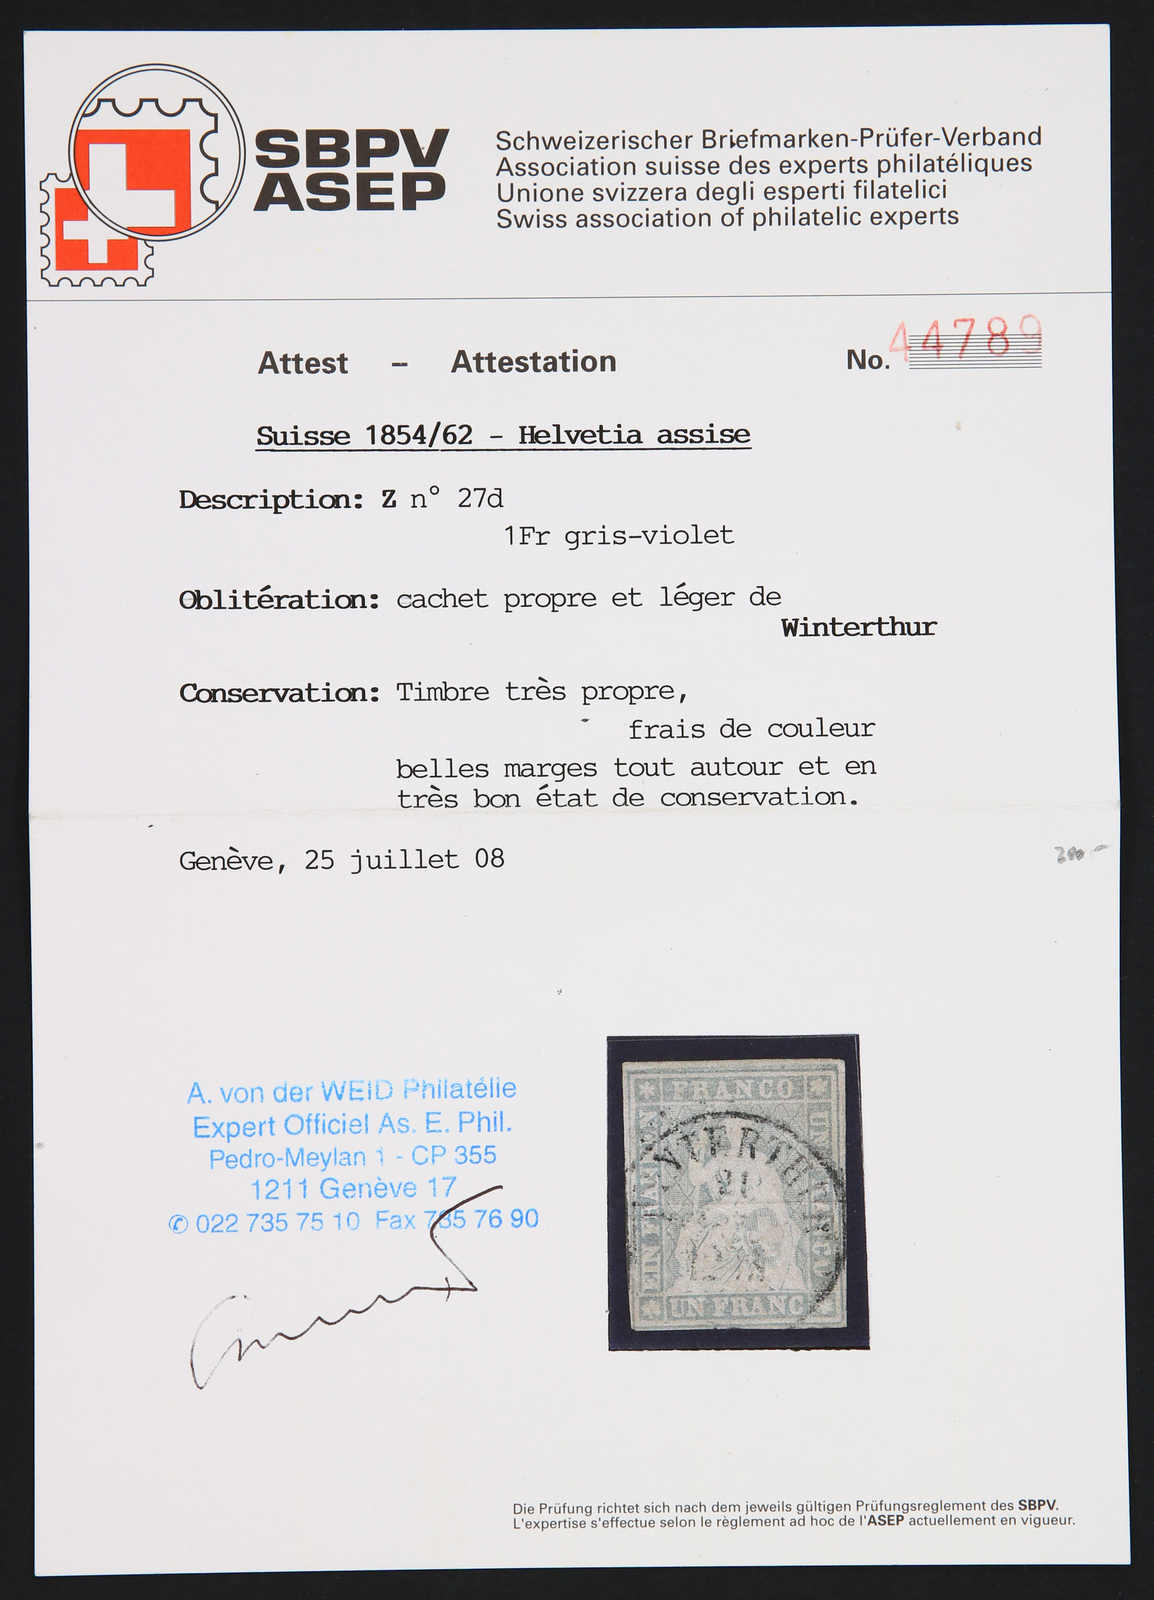 SBPV
ASEP
Schweizerischer Briefmarken-Prüfer-Verband
Association suisse des experts philatéliques
Unione svizzera degli esperti filatelici
Swiss association of philatelic experts
Attest - Attestation No. 44789
Suisse 1854/62 - Helvetia assise
Description: Z n° 27d
1Fr gris-violet
Oblitération: cachet propre et léger de
Winterthur
Conservation: Timbre très propre,
frais de couleur
belles marges tout autour et en
très bon état de conservation.
Genève, 25 juillet 08
A. von der WEID Philatélie
Expert Officiel As. E. Phil.
Pedro-Meylan 1 - CP 355
1211 Genève 17
✆ 022 735 75 10 Fax 735 76 90
FRANCO
UN FRANC
Die Prüfung richtet sich nach dem jeweils gültigen Prüfungsreglement des SBPV.
L'expertise s'effectue selon le règlement ad hoc de l'ASEP actuellement en vigueur.